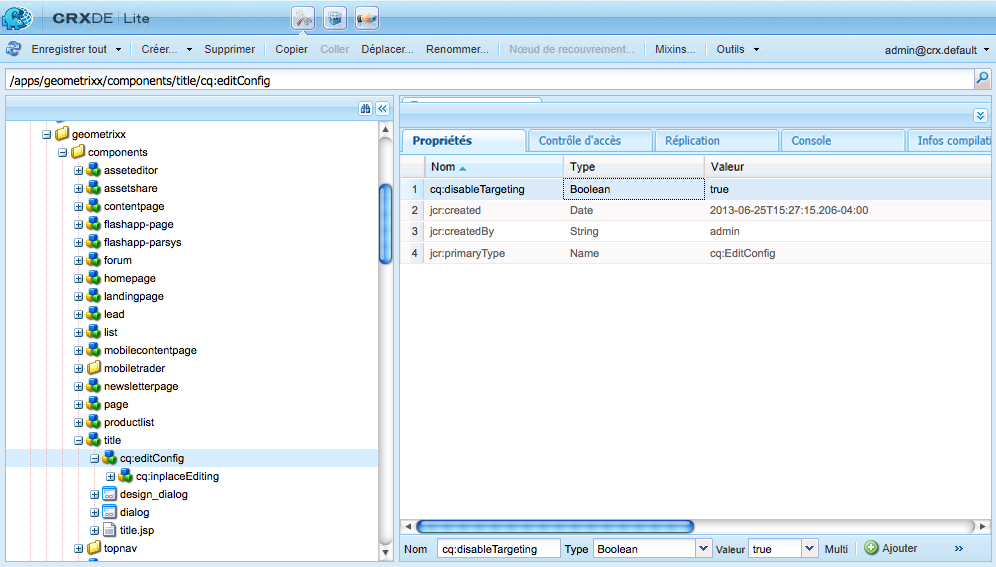 CRXDE | Lite
Enregistrer tout Créer... Supprimer Copier Coller Déplacer... Renommer... Nœud de recouvrement... Mixins... Outils admin@crx.default
/apps/geometrixx/components/title/cq:editConfig
geometrixx
components
asseteditor
assetshare
contentpage
flashapp-page
flashapp-parsys
forum
homepage
landingpage
lead
list
mobilecontentpage
mobiletrader
newsletterpage
page
productlist
title
cq:editConfig
cq:inplaceEditing
design_dialog
dialog
title.jsp
topnav
Propriétés Contrôle d'accès Réplication Console Infos compilati
Nom Type Valeur
1 cq:disableTargeting Boolean true
2 jcr:created Date 2013-06-25T15:27:15.206-04:00
3 jcr:createdBy String admin
4 jcr:primaryType Name cq:EditConfig
Nom cq:disableTargeting Type Boolean Valeur true Multi Ajouter »